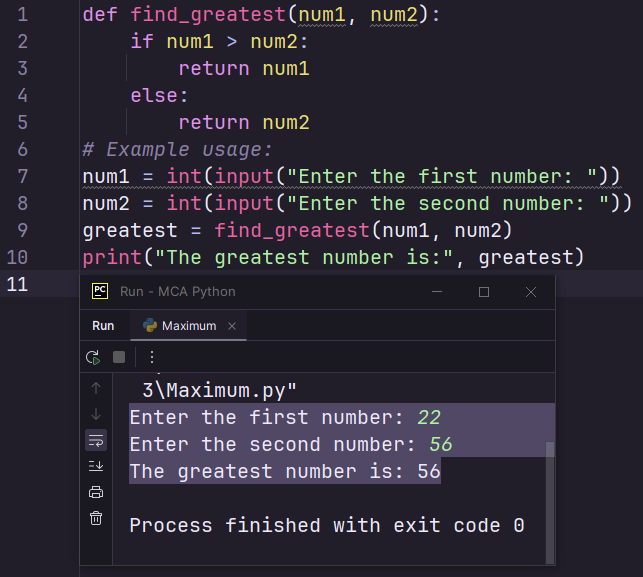 1 def find_greatest(num1, num2):
2     if num1 > num2:
3         return num1
4     else:
5         return num2
6 # Example usage:
7 num1 = int(input("Enter the first number: "))
8 num2 = int(input("Enter the second number: "))
9 greatest = find_greatest(num1, num2)
10 print("The greatest number is:", greatest)
11
PC Run - MCA Python
Run Maximum
3\Maximum.py"
Enter the first number: 22
Enter the second number: 56
The greatest number is: 56
Process finished with exit code 0